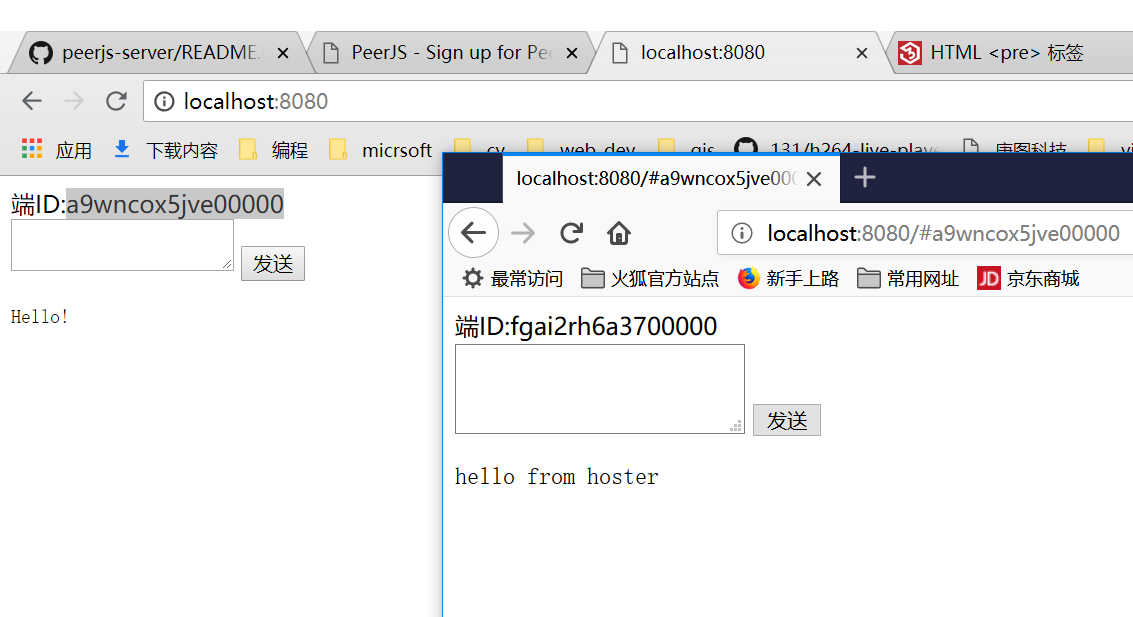 peerjs-server/README.
PeerJS - Sign up for Pe
localhost:8080
HTML <pre> 标签
localhost:8080
应用
下载内容
编程
micrsoft
cv
web dev
gis
131/h264-live-playe
唐图科技
端ID:a9wncox5jve00000
发送
Hello!
localhost:8080/#a9wncox5jve000
localhost:8080/#a9wncox5jve00000
最常访问
火狐官方站点
新手上路
常用网址
JD 京东商城
端ID:fgai2rh6a3700000
发送
hello from hoster